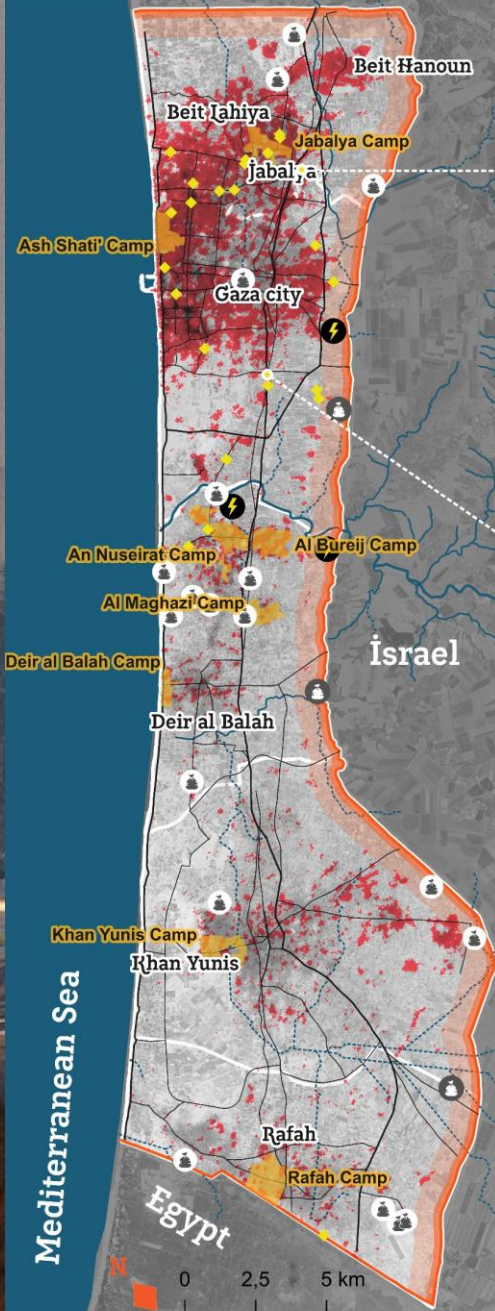 Beit Hanoun
Beit Lahiya
Jabalya Camp
Jabalya
Ash Shati' Camp
Gaza city
An Nuseirat Camp
Al Bureij Camp
Al Maghazi Camp
Israel
Deir al Balah Camp
Deir al Balah
Khan Yunis Camp
Khan Yunis
Mediterranean Sea
Rafah
Rafah Camp
Egypt
N
0 2,5 5 km